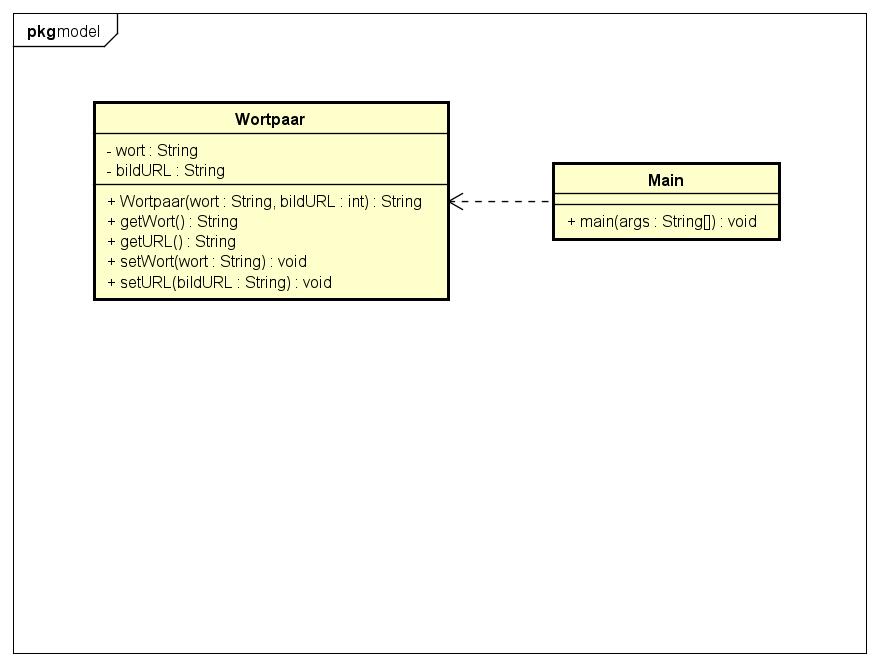 pkg model
Wortpaar
- wort : String
- bildURL : String
+ Wortpaar(wort : String, bildURL : int) : String
+ getWort() : String
+ getURL() : String
+ setWort(wort : String) : void
+ setURL(bildURL : String) : void
Main
+ main(args : String[]) : void